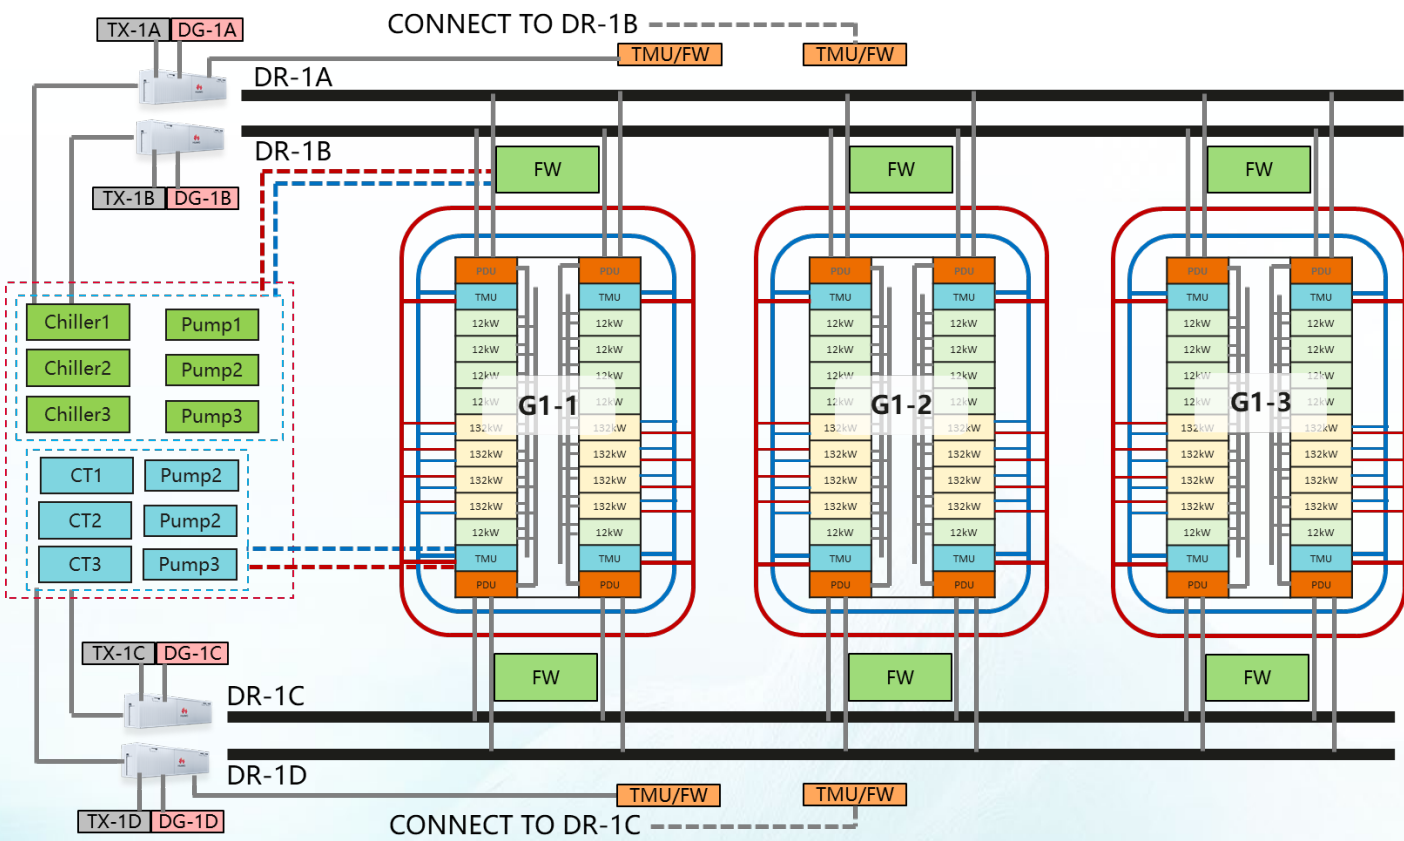 CONNECT TO DR-1B
TX-1A DG-1A
TMU/FW TMU/FW
DR-1A
DR-1B
TX-1B DG-1B
FW FW FW
PDU PDU PDU PDU PDU PDU
TMU TMU TMU TMU TMU TMU
Chiller1 Pump1
12kW 12kW 12kW 12kW 12kW 12kW
12kW 12kW 12kW 12kW 12kW 12kW
Chiller2 Pump2
12kW 12kW 12kW 12kW 12kW 12kW
12kW 12kW 12kW 12kW 12kW 12kW
G1-1 G1-2 G1-3
Chiller3 Pump3
132kW 132kW 132kW 132kW 132kW 132kW
132kW 132kW 132kW 132kW 132kW 132kW
CT1 Pump2
132kW 132kW 132kW 132kW 132kW 132kW
132kW 132kW 132kW 132kW 132kW 132kW
CT2 Pump2
12kW 12kW 12kW 12kW 12kW 12kW
TMU TMU TMU TMU TMU TMU
CT3 Pump3
PDU PDU PDU PDU PDU PDU
TX-1C DG-1C
FW FW FW
DR-1C
DR-1D
TMU/FW TMU/FW
TX-1D DG-1D
CONNECT TO DR-1C